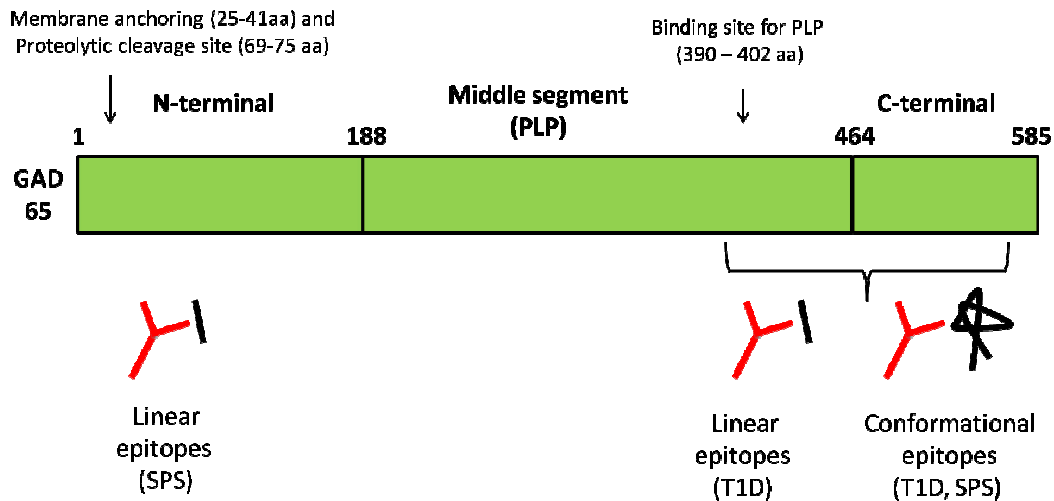 Membrane anchoring (25-41aa) and
Proteolytic cleavage site (69-75 aa)
Binding site for PLP
(390 – 402 aa)
N-terminal
Middle segment
(PLP)
C-terminal
1
188
464
585
GAD
65
Linear
epitopes
(SPS)
Linear
epitopes
(T1D)
Conformational
epitopes
(T1D, SPS)